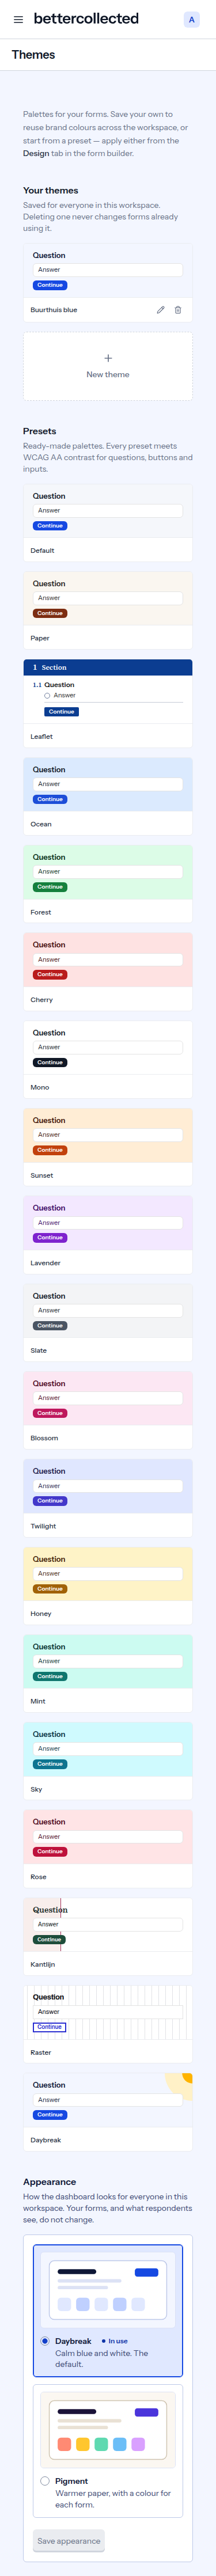 bettercollected
A
Themes
Palettes for your forms. Save your own to
reuse brand colours across the workspace, or
start from a preset — apply either from the
Design tab in the form builder.
Your themes
Saved for everyone in this workspace.
Deleting one never changes forms already
using it.
Question
Answer
Continue
Buurthuis blue
New theme
Presets
Ready-made palettes. Every preset meets
WCAG AA contrast for questions, buttons and
inputs.
Question
Answer
Continue
Default
Question
Answer
Continue
Paper
1 Section
1.1 Question
Answer
Continue
Leaflet
Question
Answer
Continue
Ocean
Question
Answer
Continue
Forest
Question
Answer
Continue
Cherry
Question
Answer
Continue
Mono
Question
Answer
Continue
Sunset
Question
Answer
Continue
Lavender
Question
Answer
Continue
Slate
Question
Answer
Continue
Blossom
Question
Answer
Continue
Twilight
Question
Answer
Continue
Honey
Question
Answer
Continue
Mint
Question
Answer
Continue
Sky
Question
Answer
Continue
Rose
Question
Answer
Continue
Kantlijn
Question
Answer
Continue
Raster
Question
Answer
Continue
Daybreak
Appearance
How the dashboard looks for everyone in this
workspace. Your forms, and what respondents
see, do not change.
Daybreak • In use
Calm blue and white. The
default.
Pigment
Warmer paper, with a colour for
each form.
Save appearance